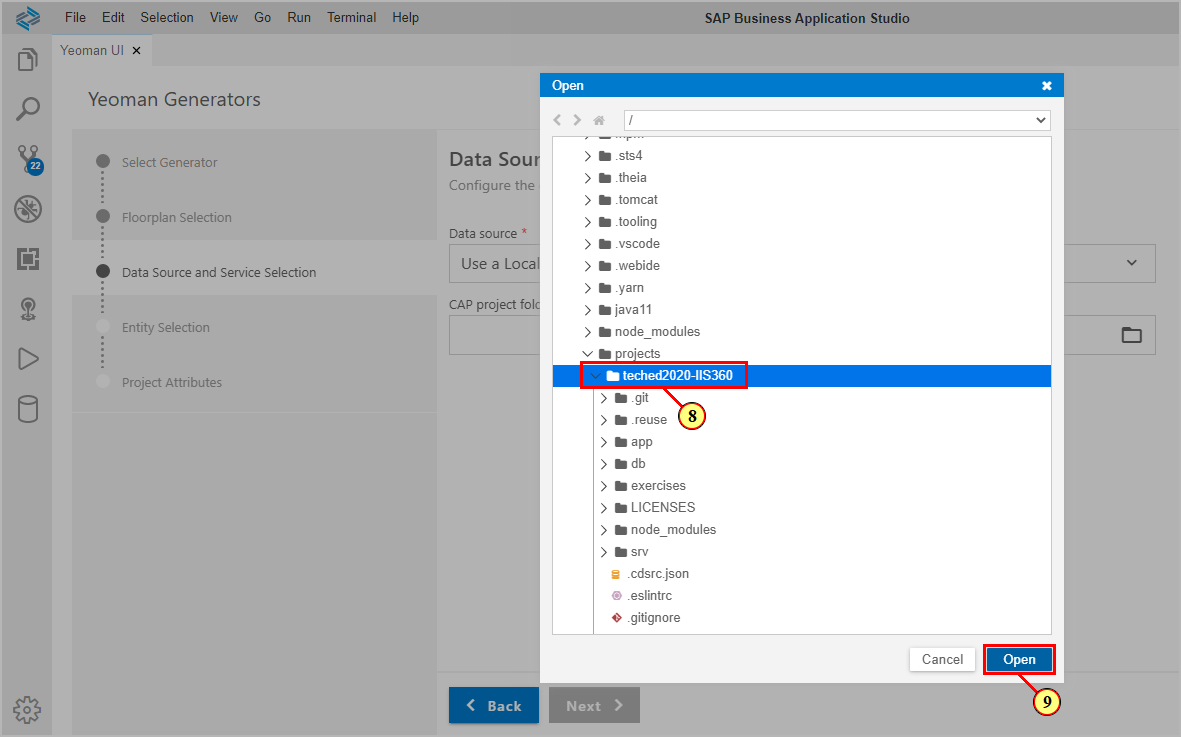 File Edit Selection View Go Run Terminal Help SAP Business Application Studio
Yeoman UI
22
Yeoman Generators
Select Generator
Floorplan Selection
Data Source and Service Selection
Entity Selection
Project Attributes
Data Sour
Configure the
Data source *
Use a Local
CAP project fold
Back
Next
Open
/
.sts4
.theia
.tomcat
.tooling
.vscode
.webide
.yarn
java11
node_modules
projects
teched2020-IIS360
.git
8
.reuse
app
db
exercises
LICENSES
node_modules
srv
.cdsrc.json
.eslintrc
.gitignore
Cancel
Open
9